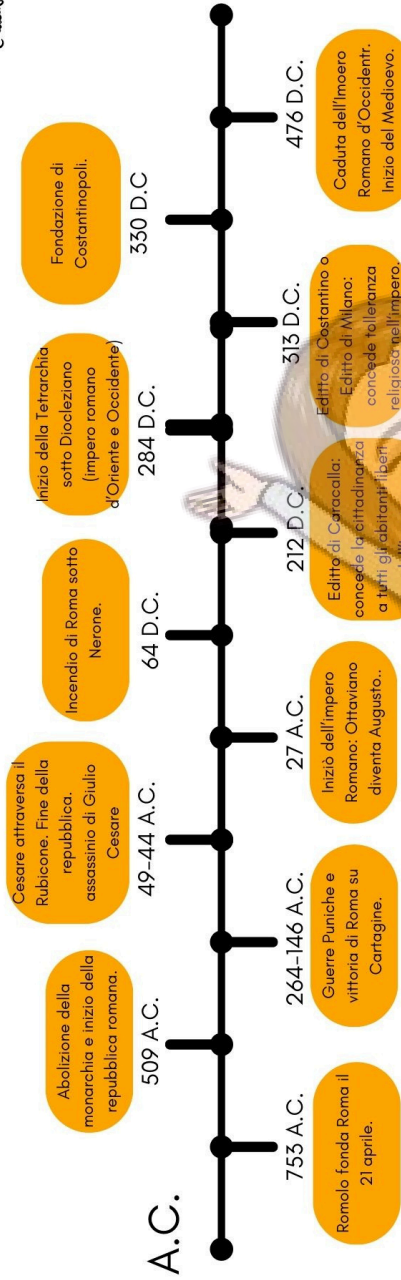 A.C.
753 A.C.
Romolo fonda Roma il
21 aprile.
Abolizione della
monarchia e inizio della
repubblica romana.
509 A.C.
264-146 A.C.
Guerre Puniche e
vittoria di Roma su
Cartagine.
Cesare attraversa il
Rubicone. Fine della
repubblica.
assassinio di Giulio
Cesare
49-44 A.C.
27 A.C.
Iniziò dell'impero
Romano: Ottaviano
diventa Augusto..
Incendio di Roma sotto
Nerone.
64 D.C.
212 D.C.
Editto di Caracalla:
concede la cittadinanza
a tutti gli abitanti liberi
Inizio della Tetrarchia
sotto Diocleziano
(impero romano
d'Oriente e Occidente)
284 D.C.
313 D.C.
Editto di Costantino o
Editto di Milano:
concede tolleranza
religiosa nell'impero.
Fondazione di
Costantinopoli.
330 D.C
476 D.C.
Caduta dell'Imoero
Romano d'Occidentr.
Inizio del Medioevo.